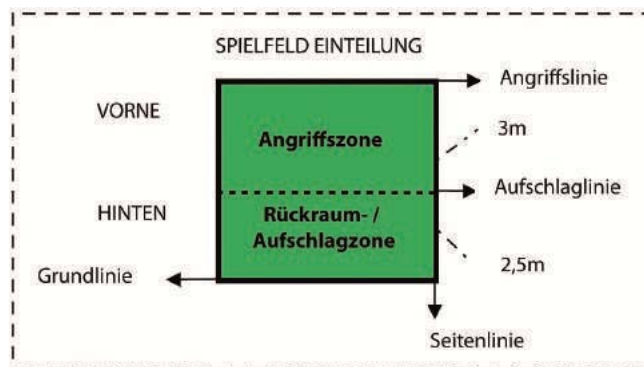 SPIELFELD EINTEILUNG
Angriffslinie
VORNE
3m
Angriffszone
Aufschlaglinie
HINTEN
Rückraum- /
Aufschlagzone
2,5m
Grundlinie
Seitenlinie